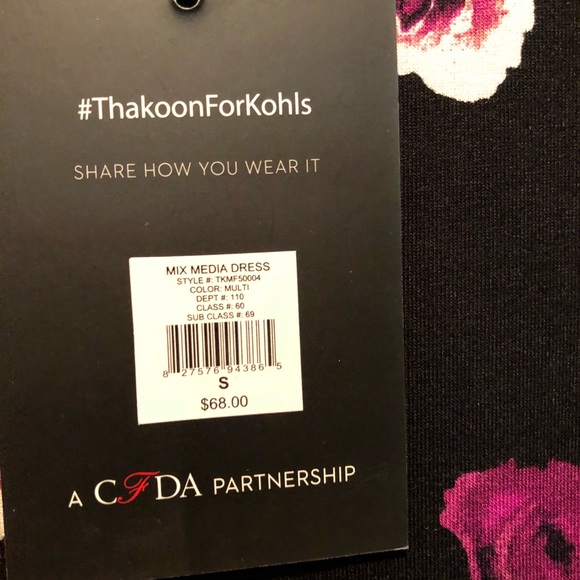 #ThakoonForKohls
SHARE HOW YOU WEAR IT
MIX MEDIA DRESS
STYLE #: TKMF50004
COLOR: MULTI
DEPT #: 110
CLASS #: 60
SUB CLASS #: 69
8 27576 94386 5
S
$68.00
A CFDA PARTNERSHIP